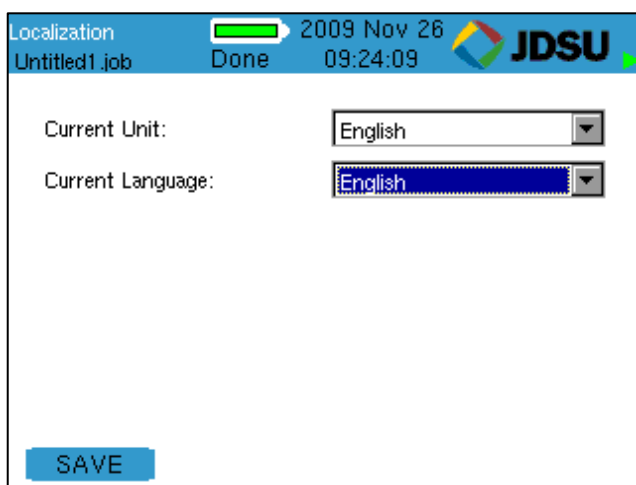 Localization 2009 Nov 26 JDSU
Untitled1.job Done 09:24:09
Current Unit: English
Current Language: English
SAVE